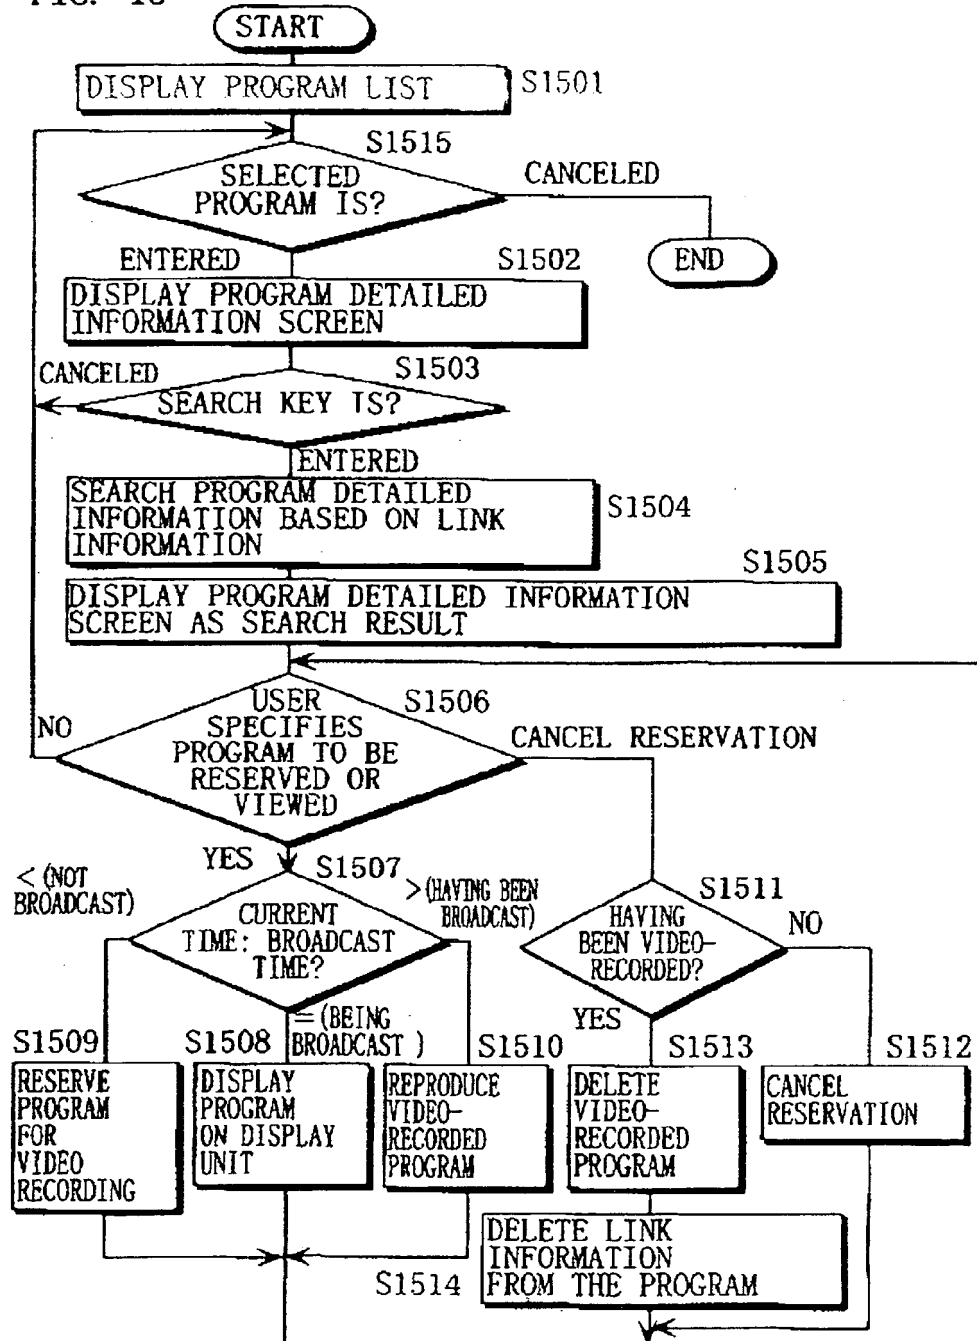 START
DISPLAY PROGRAM LIST
S1501
S1515
SELECTED
PROGRAM IS?
CANCELED
ENTERED
S1502
END
DISPLAY PROGRAM DETAILED
INFORMATION SCREEN
CANCELED
S1503
SEARCH KEY IS?
ENTERED
SEARCH PROGRAM DETAILED
INFORMATION BASED ON LINK
INFORMATION
S1504
S1505
DISPLAY PROGRAM DETAILED INFORMATION
SCREEN AS SEARCH RESULT
S1506
NO
USER
SPECIFIES
PROGRAM TO BE
RESERVED OR
VIEWED
CANCEL RESERVATION
YES
S1507
< (NOT
BROADCAST)
> (HAVING BEEN
BROADCAST)
CURRENT
TIME: BROADCAST
TIME?
S1511
HAVING
BEEN VIDEO-
RECORDED?
NO
= (BEING
BROADCAST )
YES
S1509
S1508
S1510
S1513
S1512
RESERVE
PROGRAM
FOR
VIDEO
RECORDING
DISPLAY
PROGRAM
ON DISPLAY
UNIT
REPRODUCE
VIDEO-
RECORDED
PROGRAM
DELETE
VIDEO-
RECORDED
PROGRAM
CANCEL
RESERVATION
S1514
DELETE LINK
INFORMATION
FROM THE PROGRAM